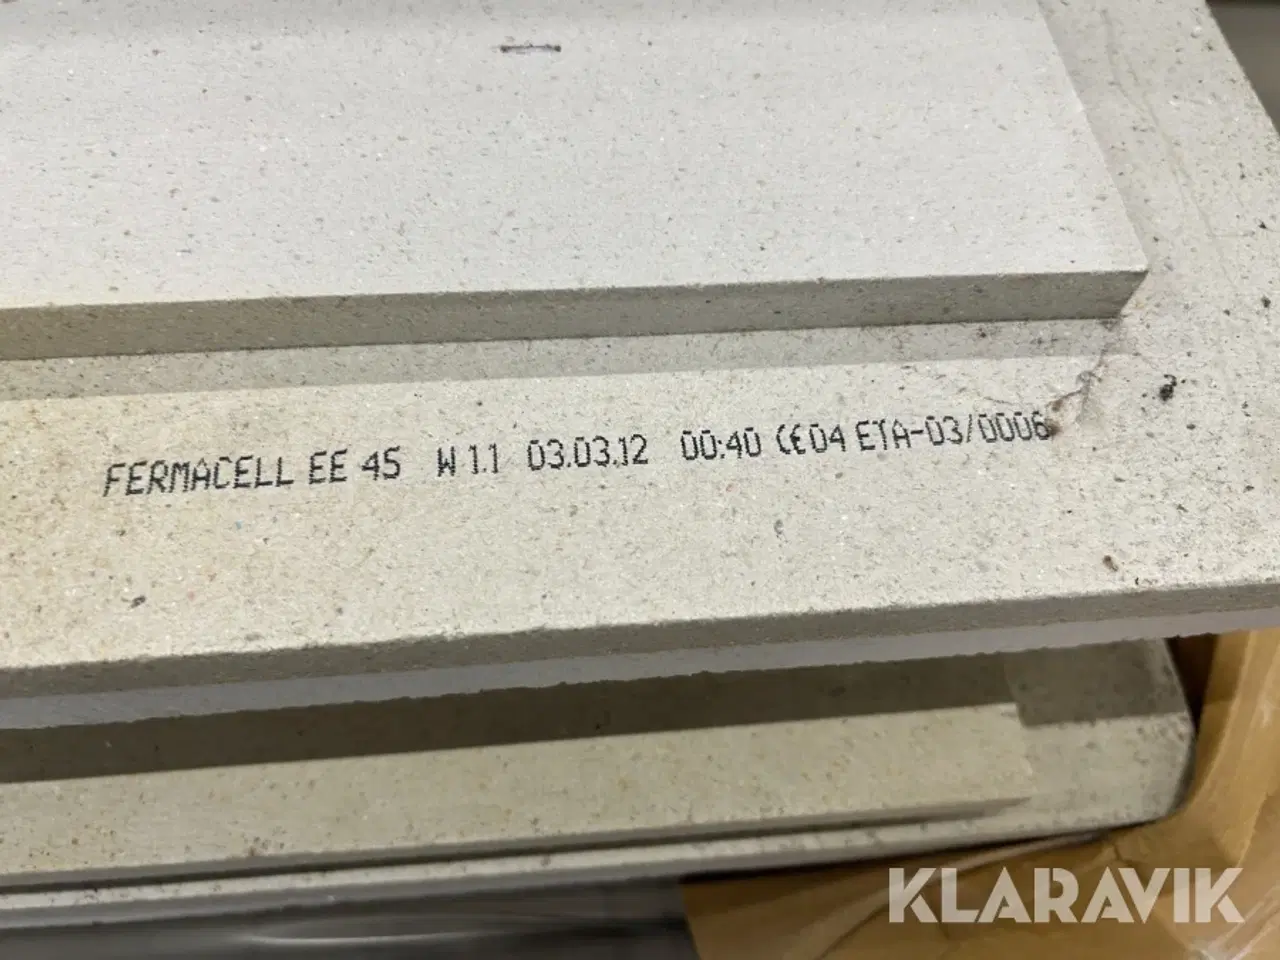 FERMACELL EE 45 W 1.1 03.03.12 00:40 CE04 ETA-03/0006
KLARAVIK